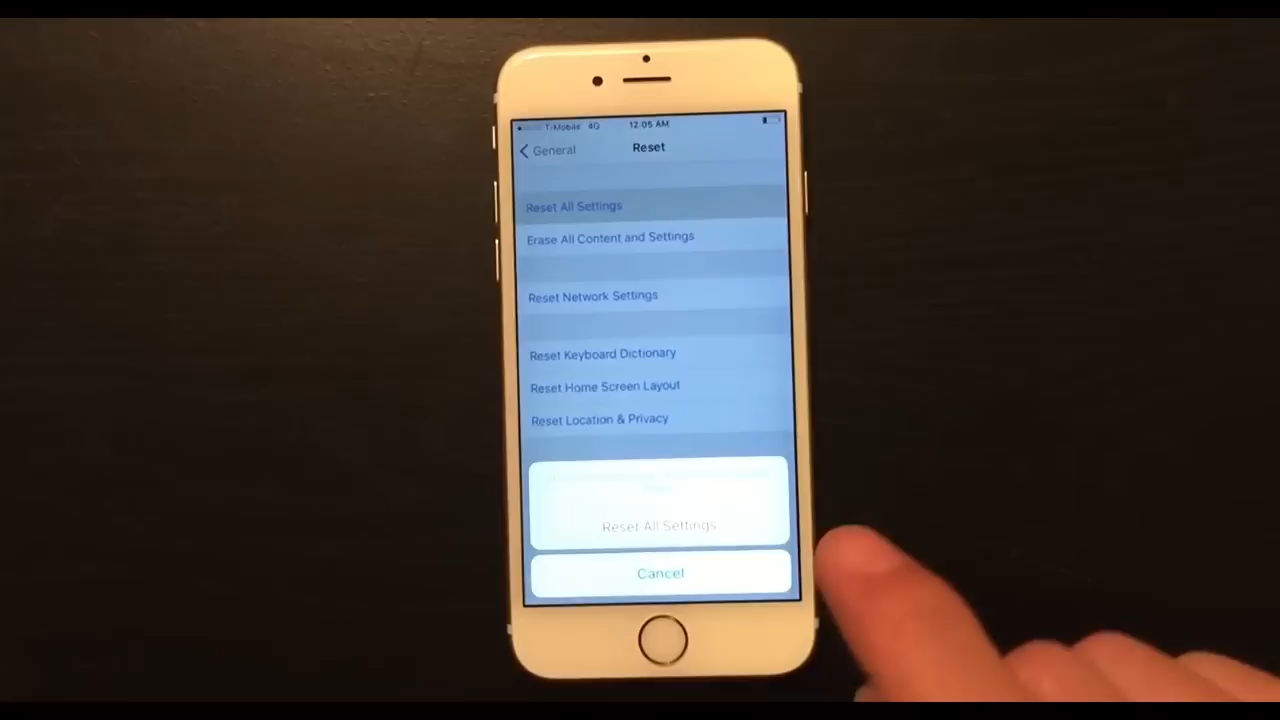 T-Mobile 4G 12:05 AM
General Reset
Reset All Settings
Erase All Content and Settings
Reset Network Settings
Reset Keyboard Dictionary
Reset Home Screen Layout
Reset Location & Privacy
Reset All Settings
Cancel